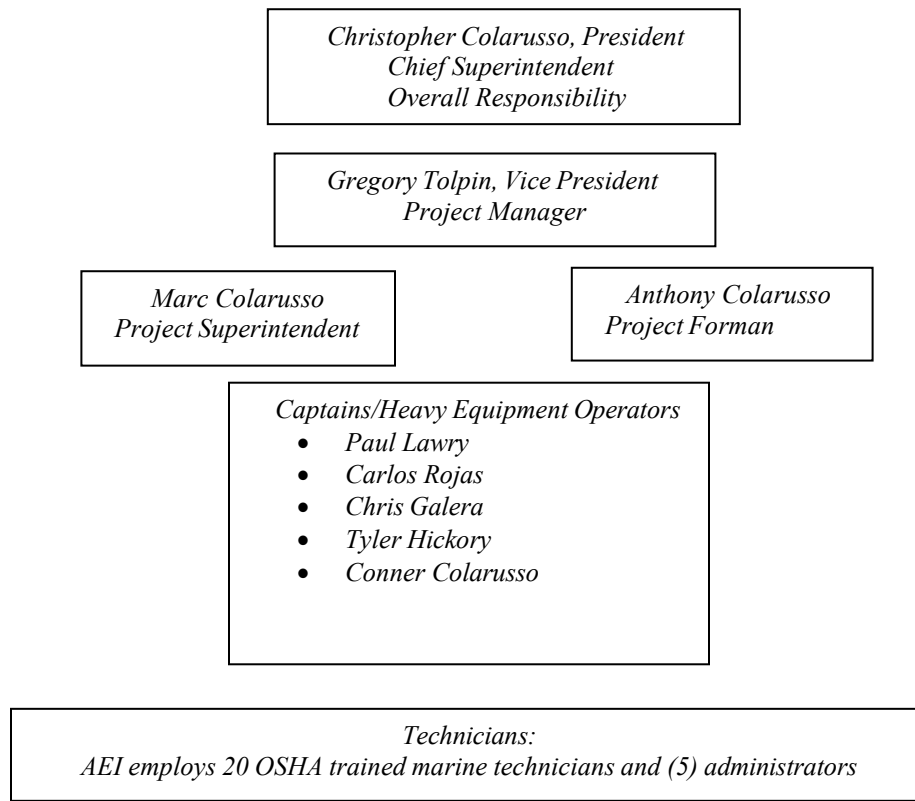 Christopher Colarusso, President
Chief Superintendent
Overall Responsibility
Gregory Tolpin, Vice President
Project Manager
Marc Colarusso
Project Superintendent
Anthony Colarusso
Project Forman
Captains/Heavy Equipment Operators
• Paul Lawry
• Carlos Rojas
• Chris Galera
• Tyler Hickory
• Conner Colarusso
Technicians:
AEI employs 20 OSHA trained marine technicians and (5) administrators